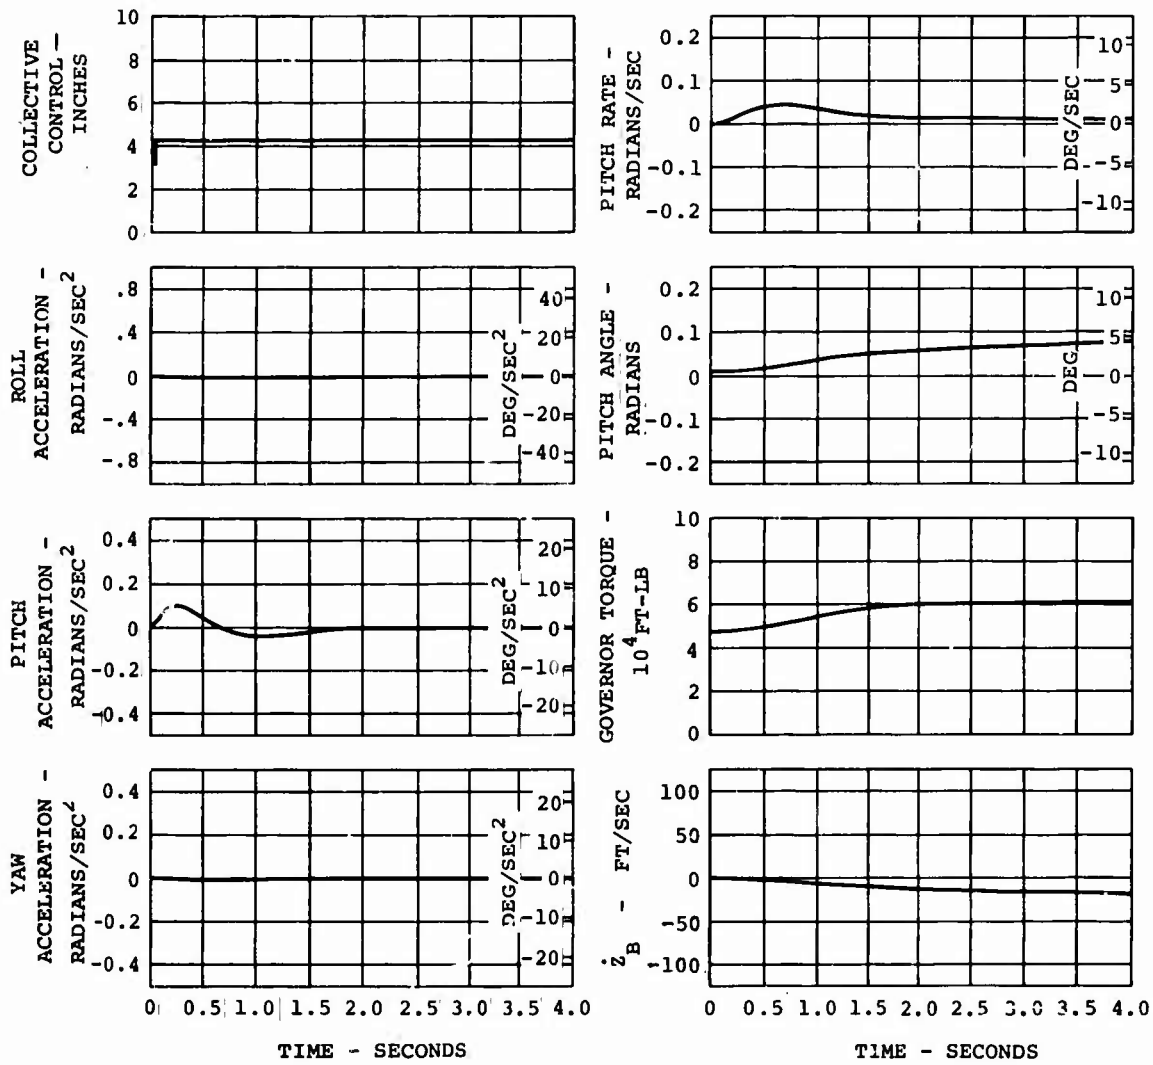 COLLECTIVE
CONTROL —
INCHES
10
8
6
4
2
0
PITCH RATE -
RADIANS/SEC
0.2
0.1
0
-0.1
-0.2
DEG/SEC
10
5
0
-5
-10
ROLL
ACCELERATION -
RADIANS/SEC2
.8
.4
0
-.4
-.8
DEG/SEC2
40
20
0
-20
-40
PITCH ANGLE -
RADIANS
0.2
0.1
0
-0.1
-0.2
DEG
10
5
0
-5
-10
PITCH
ACCELERATION -
RADIANS/SEC2
0.4
0.2
0
-0.2
-0.4
DEG/SEC2
20
10
0
-10
-20
GOVERNOR TORQUE -
104 FT-LB
10
8
6
4
2
0
YAW
ACCELERATION -
RADIANS/SEC2
0.4
0.2
0
-0.2
-0.4
DEG/SEC2
20
10
0
-10
-20
ŻB - FT/SEC
100
50
0
-50
-100
0 0.5 1.0 1.5 2.0 2.5 3.0 3.5 4.0
TIME - SECONDS
0 0.5 1.0 1.5 2.0 2.5 3.0 3.5 4.0
TIME - SECONDS